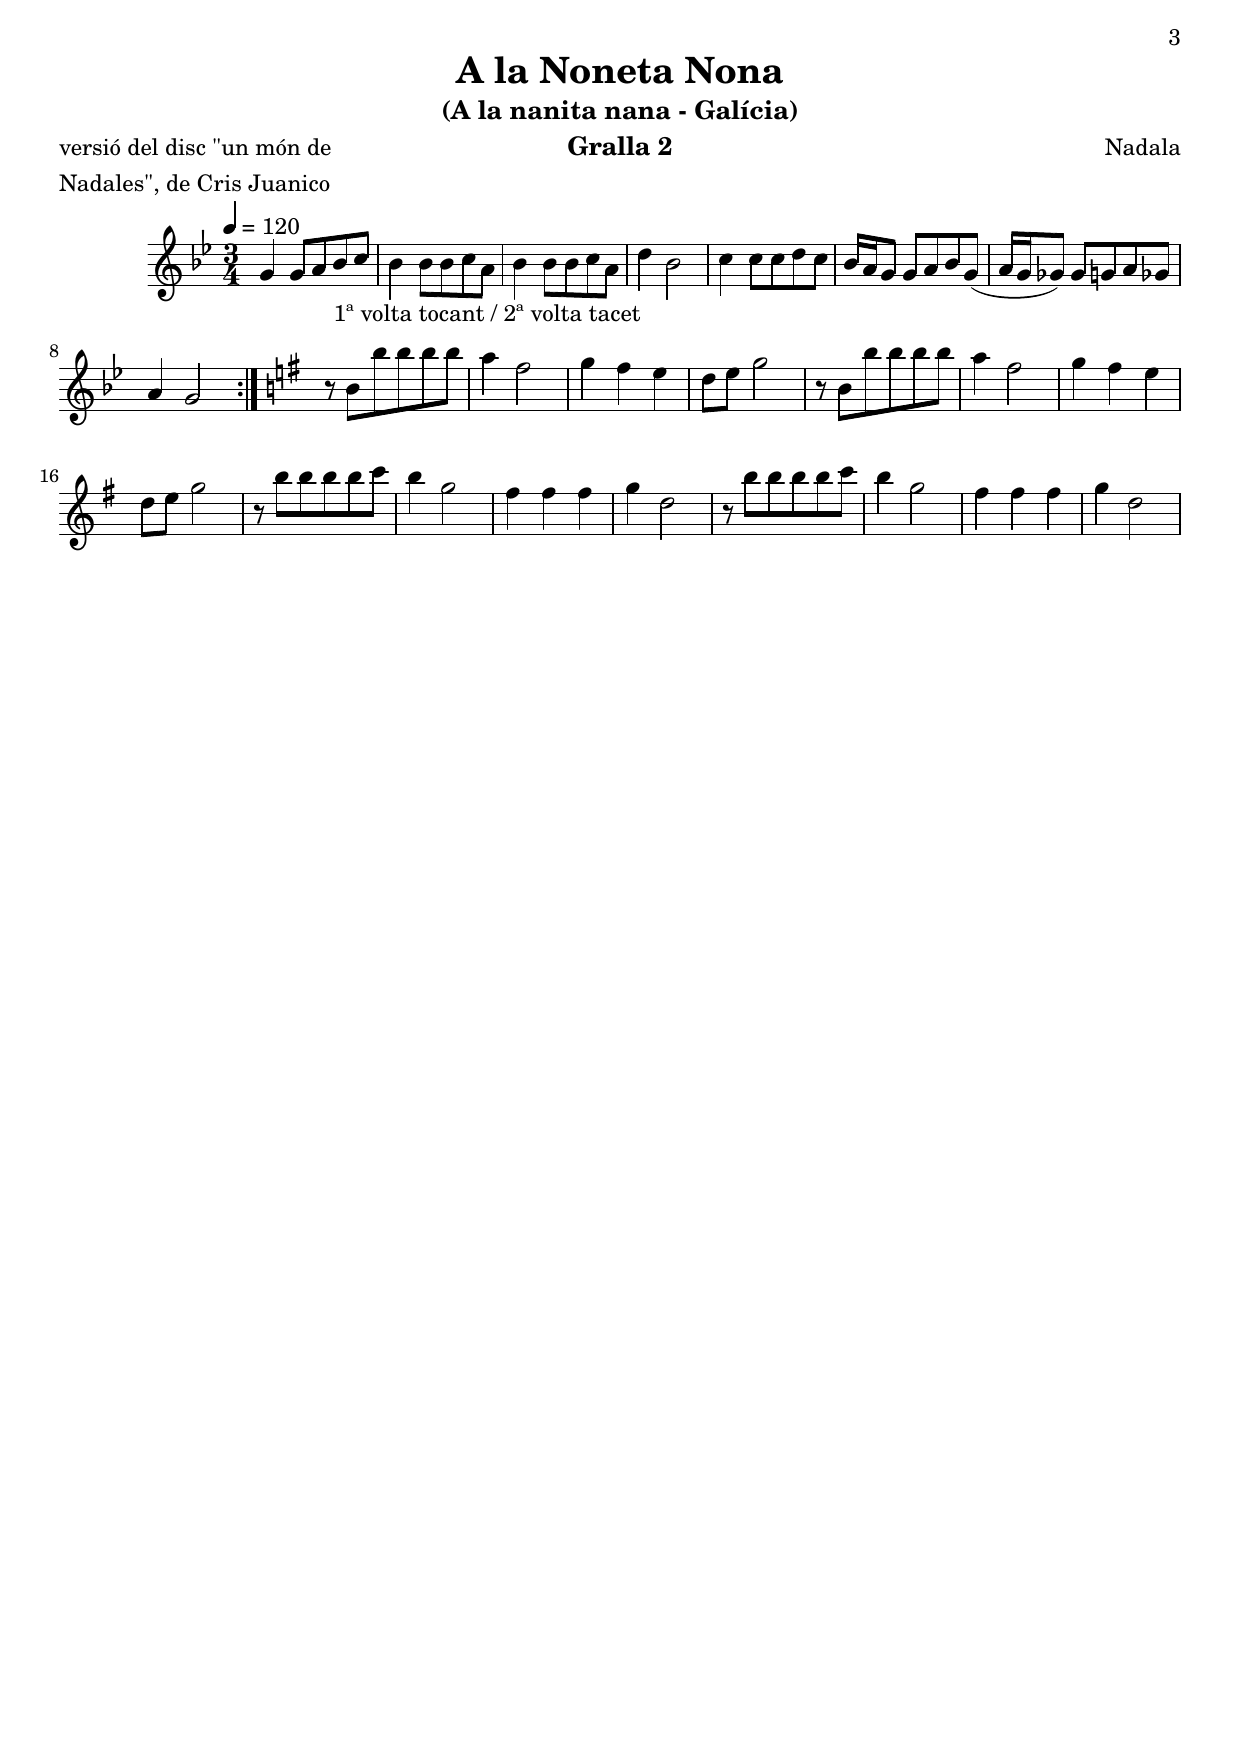 3
A la Noneta Nona
(A la nanita nana - Galícia)
versió del disc "un món de Gralla 2 Nadala
Nadales", de Cris Juanico
= 120
3
4
1ª volta tocant / 2ª volta tacet
8
16